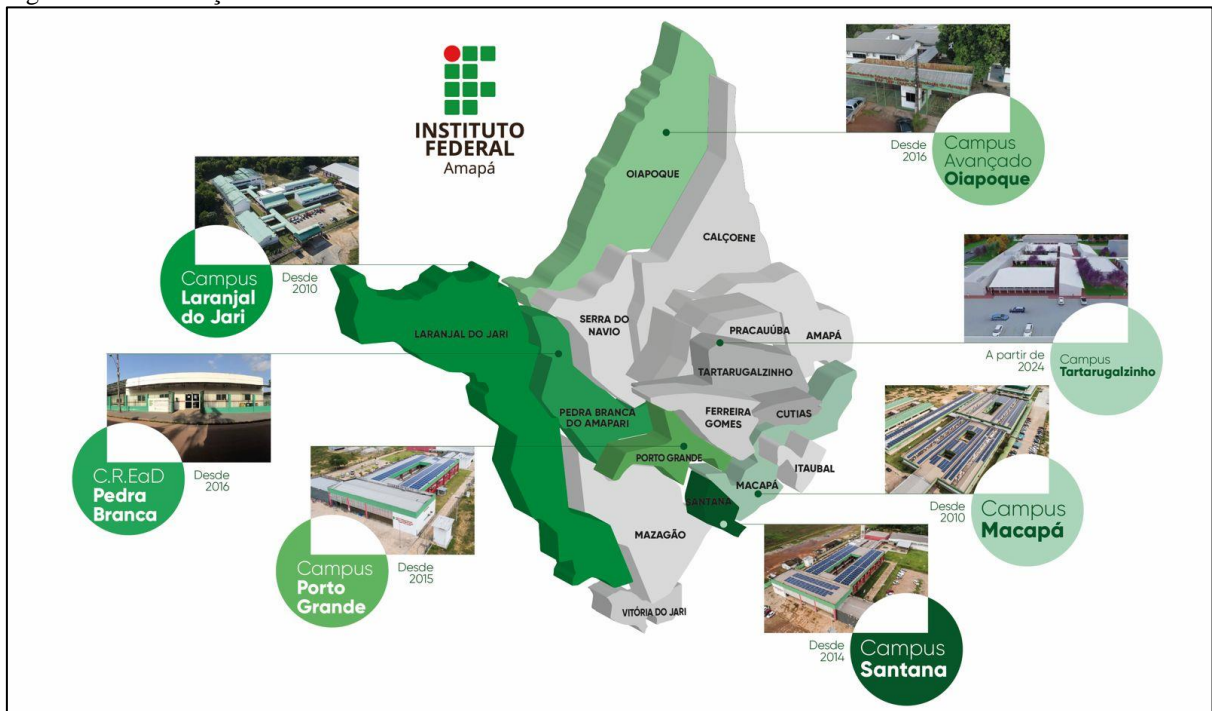 INSTITUTO
FEDERAL
Amapá
Desde
2016
Campus
Avançado
Oiapoque
OIAPOQUE
CALÇOENE
Campus
Laranjal
do Jari
Desde
2010
LARANJAL DO JARI
SERRA DO
NAVIO
PRACAUÚBA
AMAPÁ
TARTARUGALZINHO
A partir de
2024
Campus
Tartarugalzinho
C.R.EaD
Pedra
Branca
Desde
2016
PEDRA BRANCA
DO AMAPARI
FERREIRA
GOMES
CUTIAS
PORTO GRANDE
ITAUBAL
MACAPÁ
SANTANA
Desde
2010
Campus
Macapá
Campus
Porto
Grande
Desde
2015
MAZAGÃO
VITÓRIA DO JARI
Desde
2014
Campus
Santana